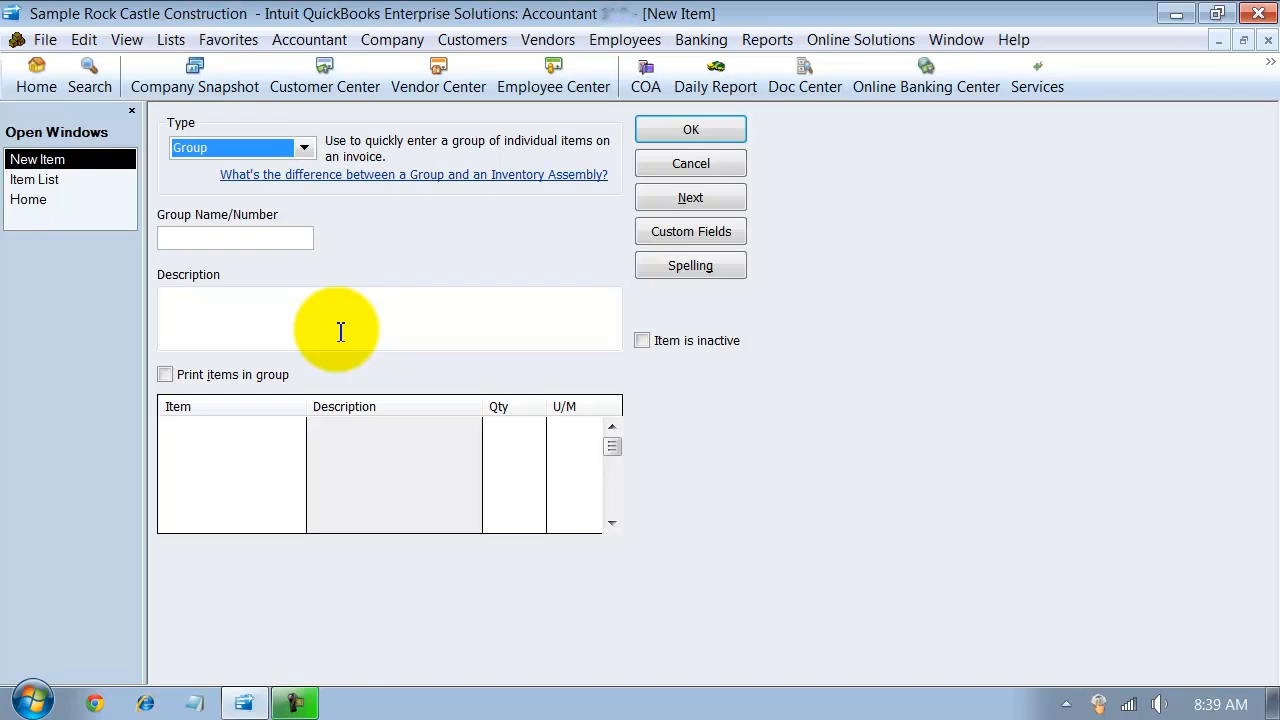 Sample Rock Castle Construction - Intuit QuickBooks Enterprise Solutions: Accountant - [New Item]
File Edit View Lists Favorites Accountant Company Customers Vendors Employees Banking Reports Online Solutions Window Help
Home Search Company Snapshot Customer Center Vendor Center Employee Center COA Daily Report Doc Center Online Banking Center Services
Open Windows
New Item
Item List
Home
Type
Group
Use to quickly enter a group of individual items on
an invoice.
What's the difference between a Group and an Inventory Assembly?
Group Name/Number
Description
Print items in group
Item Description Qty U/M
OK
Cancel
Next
Custom Fields
Spelling
Item is inactive
8:39 AM